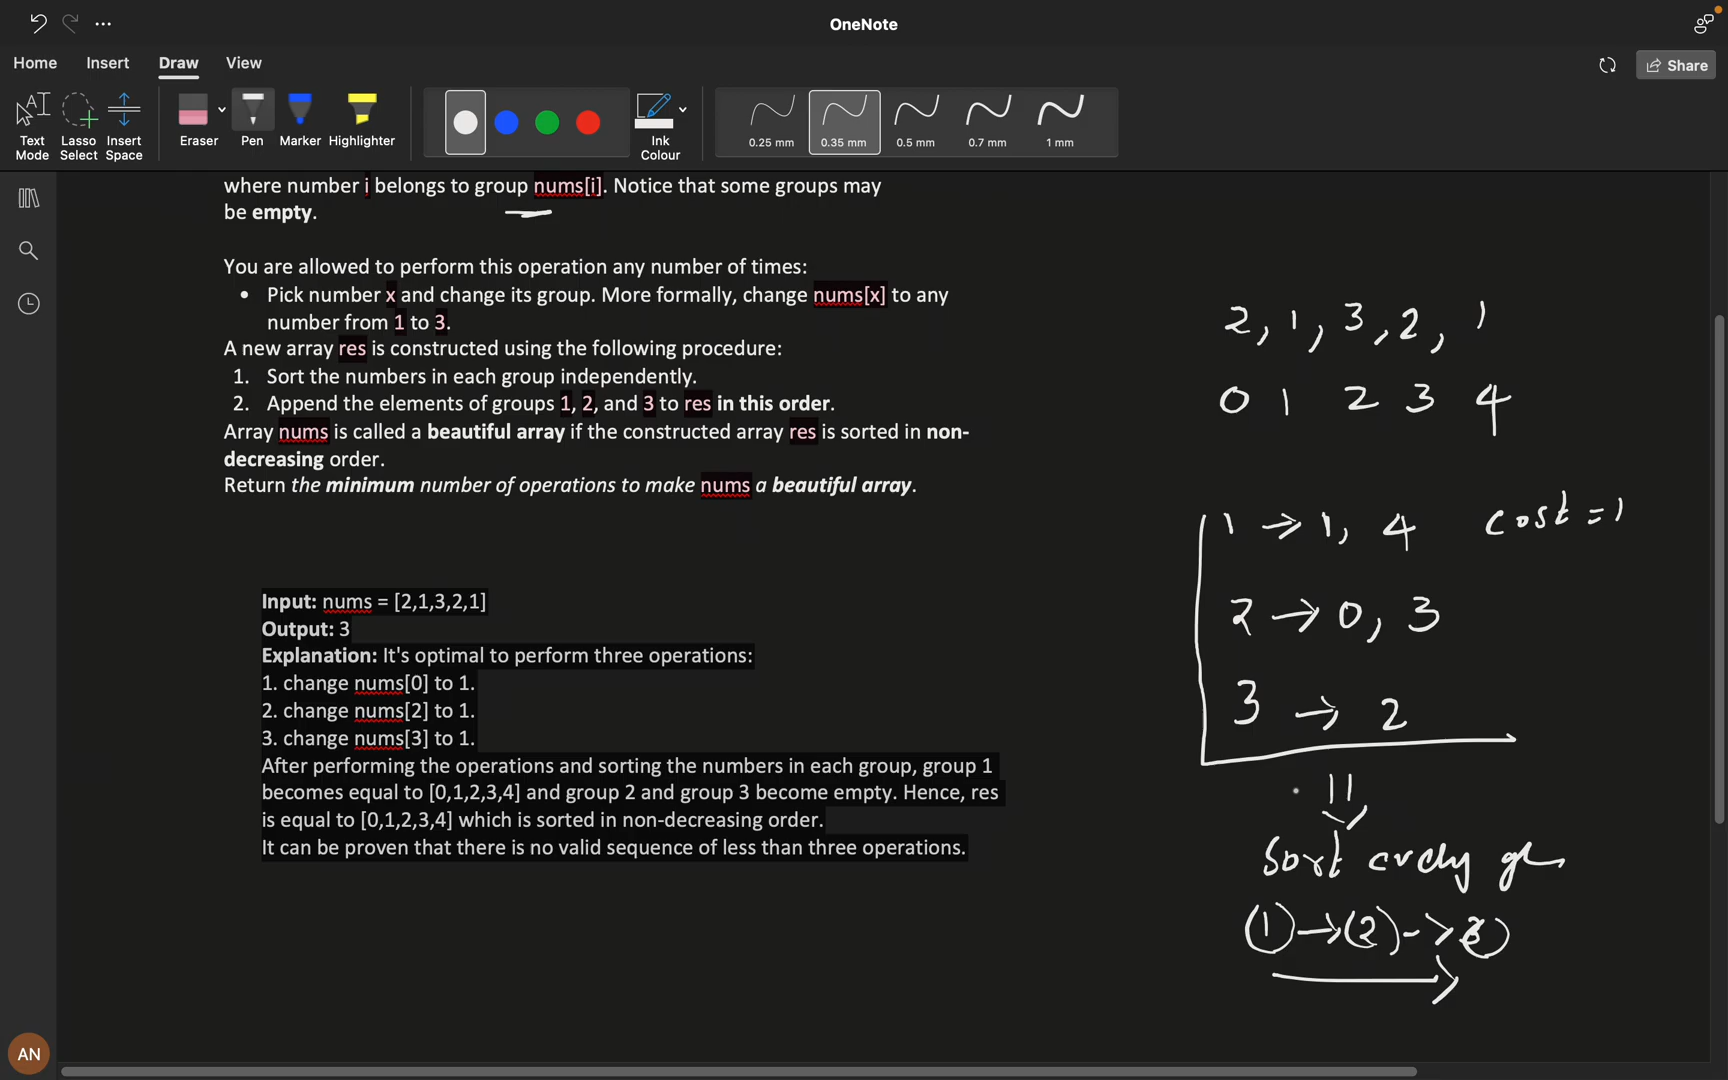 OneNote
Home Insert Draw View
Share
Text Mode
Lasso Select
Insert Space
Eraser
Pen
Marker
Highlighter
Ink Colour
0.25 mm
0.35 mm
0.5 mm
0.7 mm
1 mm
where number i belongs to group nums[i]. Notice that some groups may
be empty.
You are allowed to perform this operation any number of times:
• Pick number x and change its group. More formally, change nums[x] to any
number from 1 to 3.
A new array res is constructed using the following procedure:
1. Sort the numbers in each group independently.
2. Append the elements of groups 1, 2, and 3 to res in this order.
Array nums is called a beautiful array if the constructed array res is sorted in non-
decreasing order.
Return the minimum number of operations to make nums a beautiful array.
Input: nums = [2,1,3,2,1]
Output: 3
Explanation: It's optimal to perform three operations:
1. change nums[0] to 1.
2. change nums[2] to 1.
3. change nums[3] to 1.
After performing the operations and sorting the numbers in each group, group 1
becomes equal to [0,1,2,3,4] and group 2 and group 3 become empty. Hence, res
is equal to [0,1,2,3,4] which is sorted in non-decreasing order.
It can be proven that there is no valid sequence of less than three operations.
2, 1, 3, 2, 1
0 1 2 3 4
1 → 1, 4 cost = 1
2 → 0, 3
3 → 2
Sort
(1) → (2) -> 3)
AN